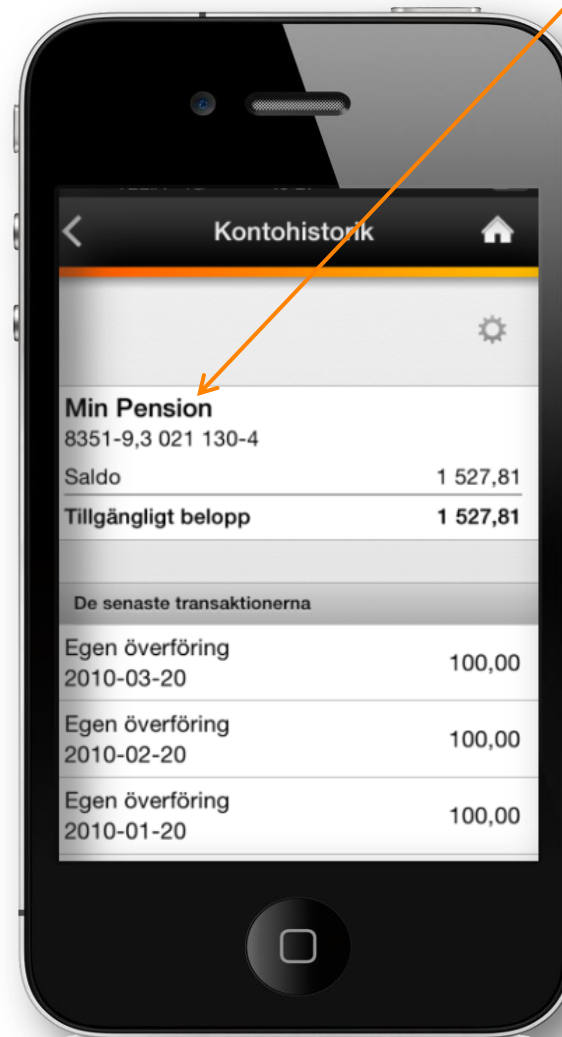 Kontohistorik
Min Pension
8351-9,3 021 130-4
Saldo 1 527,81
Tillgängligt belopp 1 527,81
De senaste transaktionerna
Egen överföring
2010-03-20 100,00
Egen överföring
2010-02-20 100,00
Egen överföring
2010-01-20 100,00